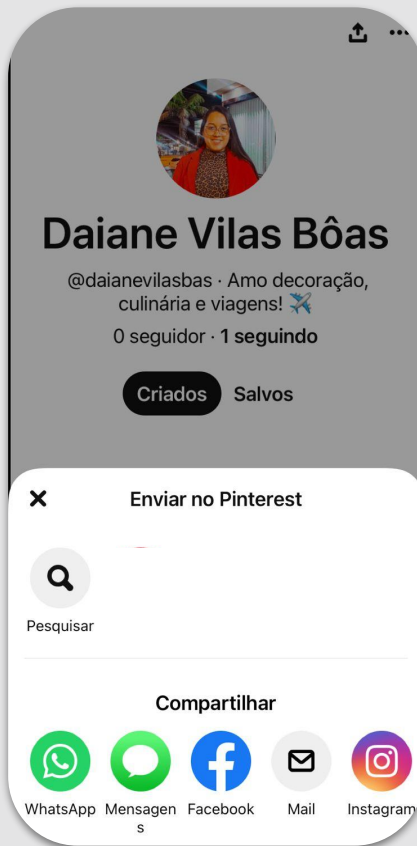 Daiane Vilas Bôas
@daianevilasbas · Amo decoração,
culinária e viagens! ✈️
0 seguidor · 1 seguindo
Criados Salvos
Enviar no Pinterest
Pesquisar
Compartilhar
WhatsApp Mensagen Facebook Mail Instagram
s